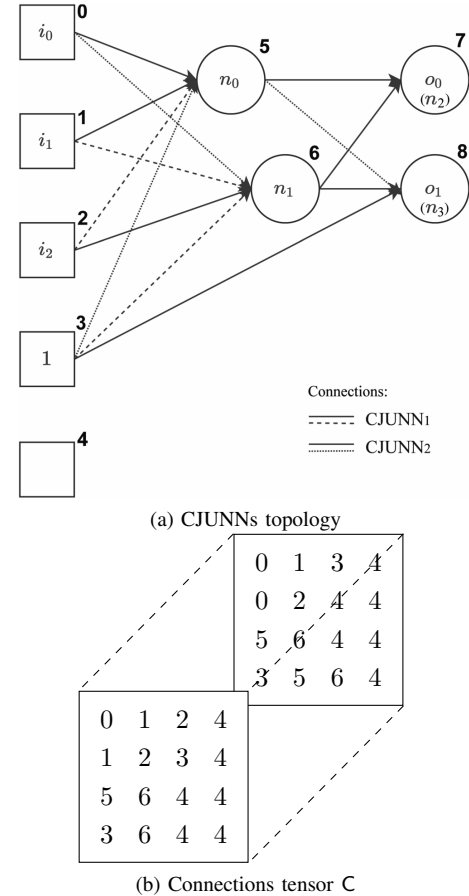 0
i0
5
7
n0
o0
(n2)
1
i1
6
8
n1
o1
(n3)
2
i2
3
1
Connections:
CJUNN1
CJUNN2
4
(a) CJUNNs topology
0 1 3 4
0 2 4 4
5 6 4 4
3 5 6 4
0 1 2 4
1 2 3 4
5 6 4 4
3 6 4 4
(b) Connections tensor C